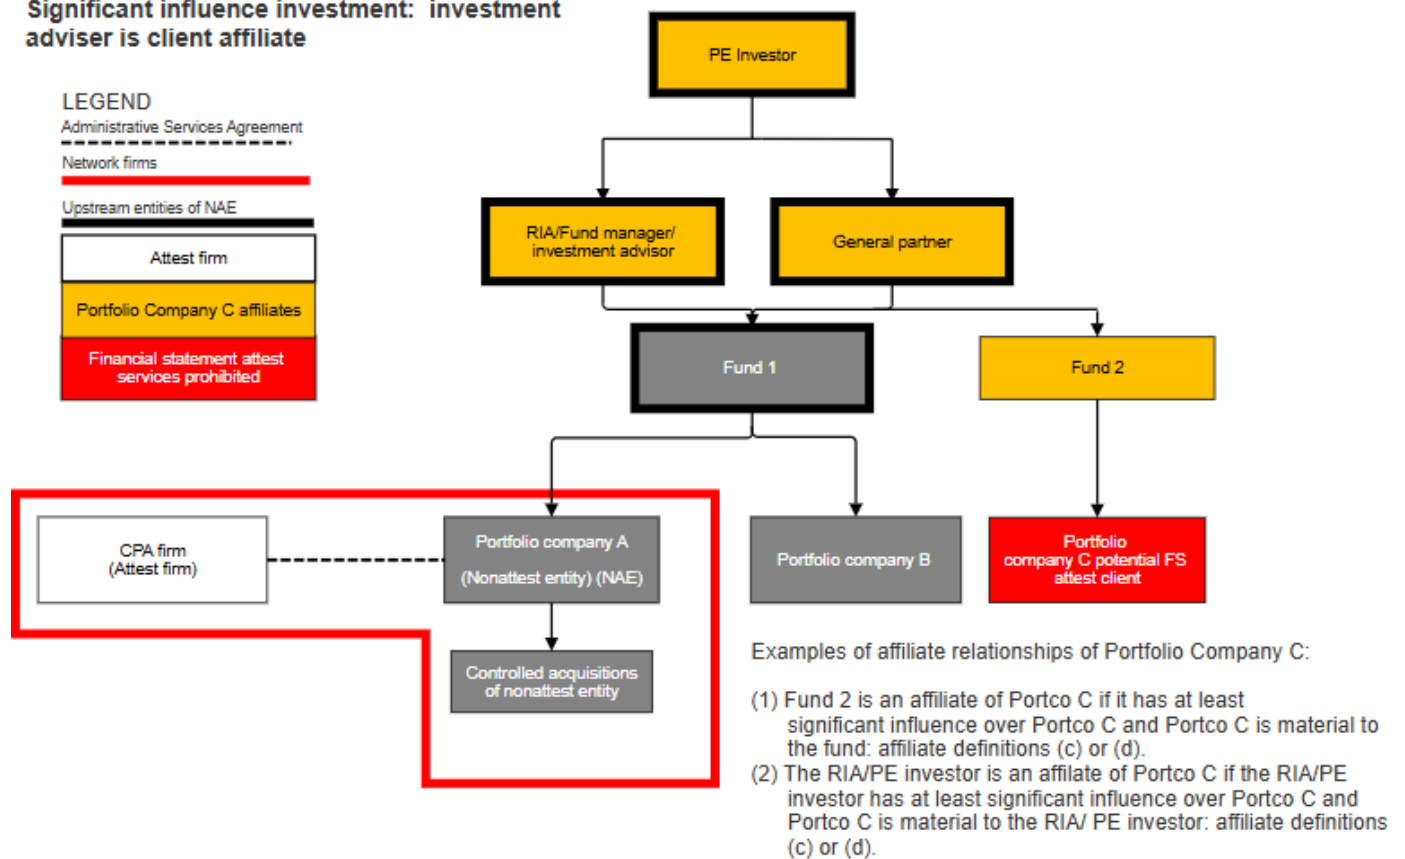 Significant influence investment: investment
adviser is client affiliate
LEGEND
Administrative Services Agreement
Network firms
Upstream entities of NAE
Attest firm
Portfolio Company C affiliates
Financial statement attest
services prohibited
PE Investor
RIA/Fund manager/
investment advisor
General partner
Fund 1
Fund 2
CPA firm
(Attest firm)
Portfolio company A
(Nonattest entity) (NAE)
Controlled acquisitions
of nonattest entity
Portfolio company B
Portfolio
company C potential FS
attest client
Examples of affiliate relationships of Portfolio Company C:
(1) Fund 2 is an affiliate of Portco C if it has at least
significant influence over Portco C and Portco C is material to
the fund: affiliate definitions (c) or (d).
(2) The RIA/PE investor is an affilate of Portco C if the RIA/PE
investor has at least significant influence over Portco C and
Portco C is material to the RIA/ PE investor: affiliate definitions
(c) or (d).